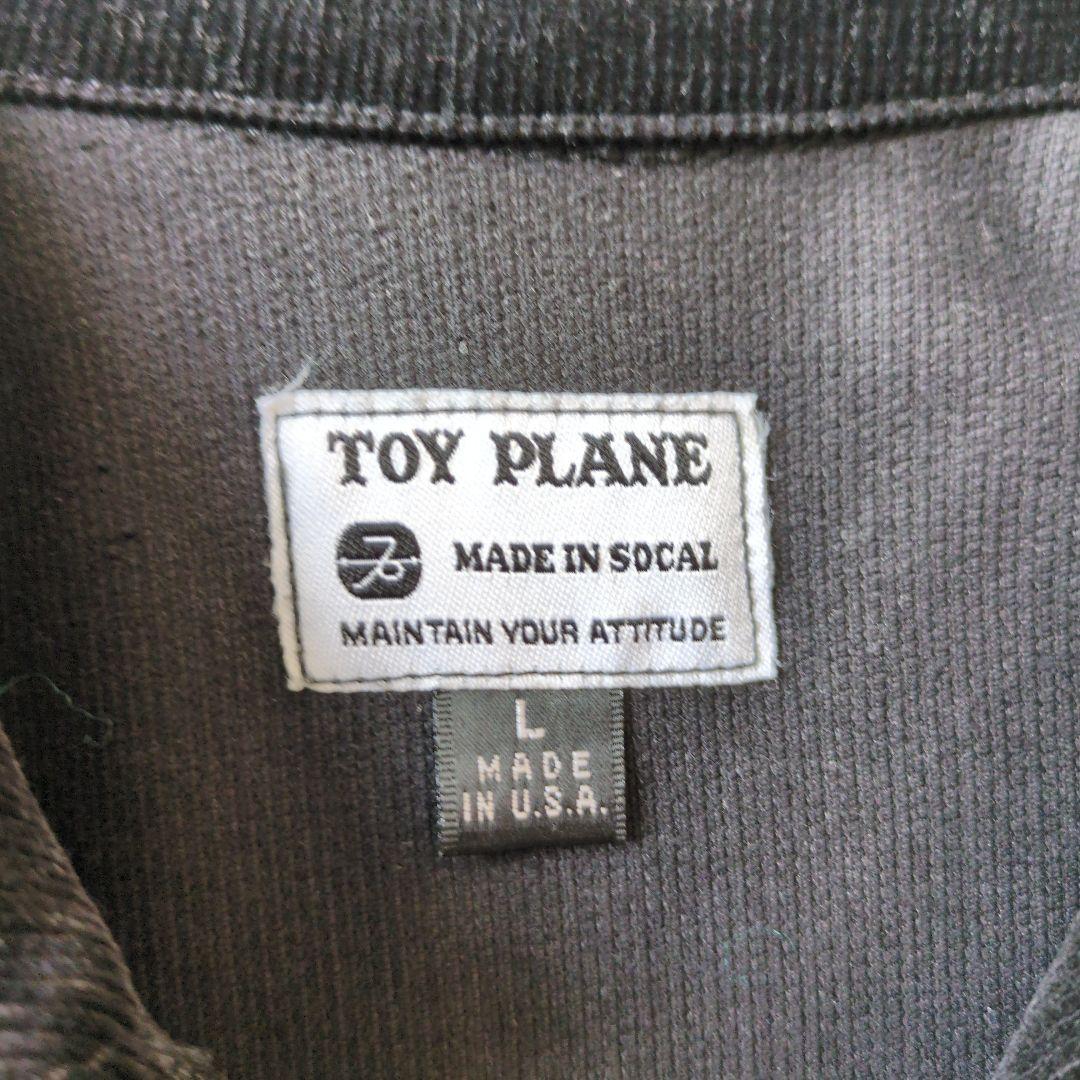 TOY PLANE
MADE IN SOCAL
MAINTAIN YOUR ATTITUDE
L
MADE
IN U.S.A.